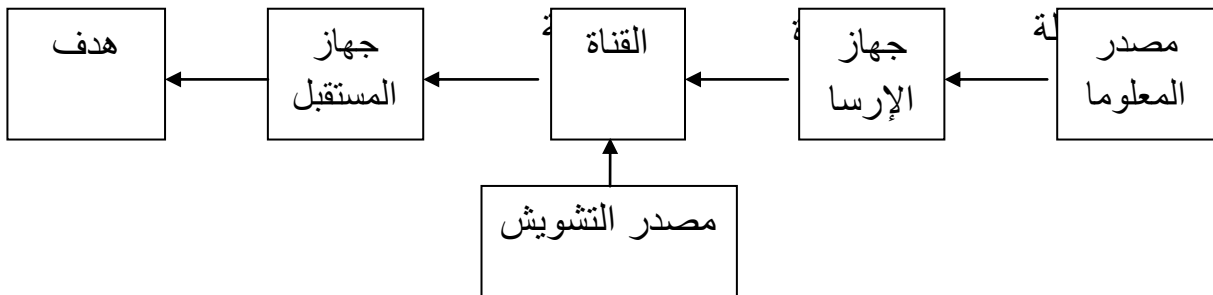 مصدر
المعلوما
جهاز
الإرسا
القناة
جهاز
المستقبل
هدف
مصدر التشويش